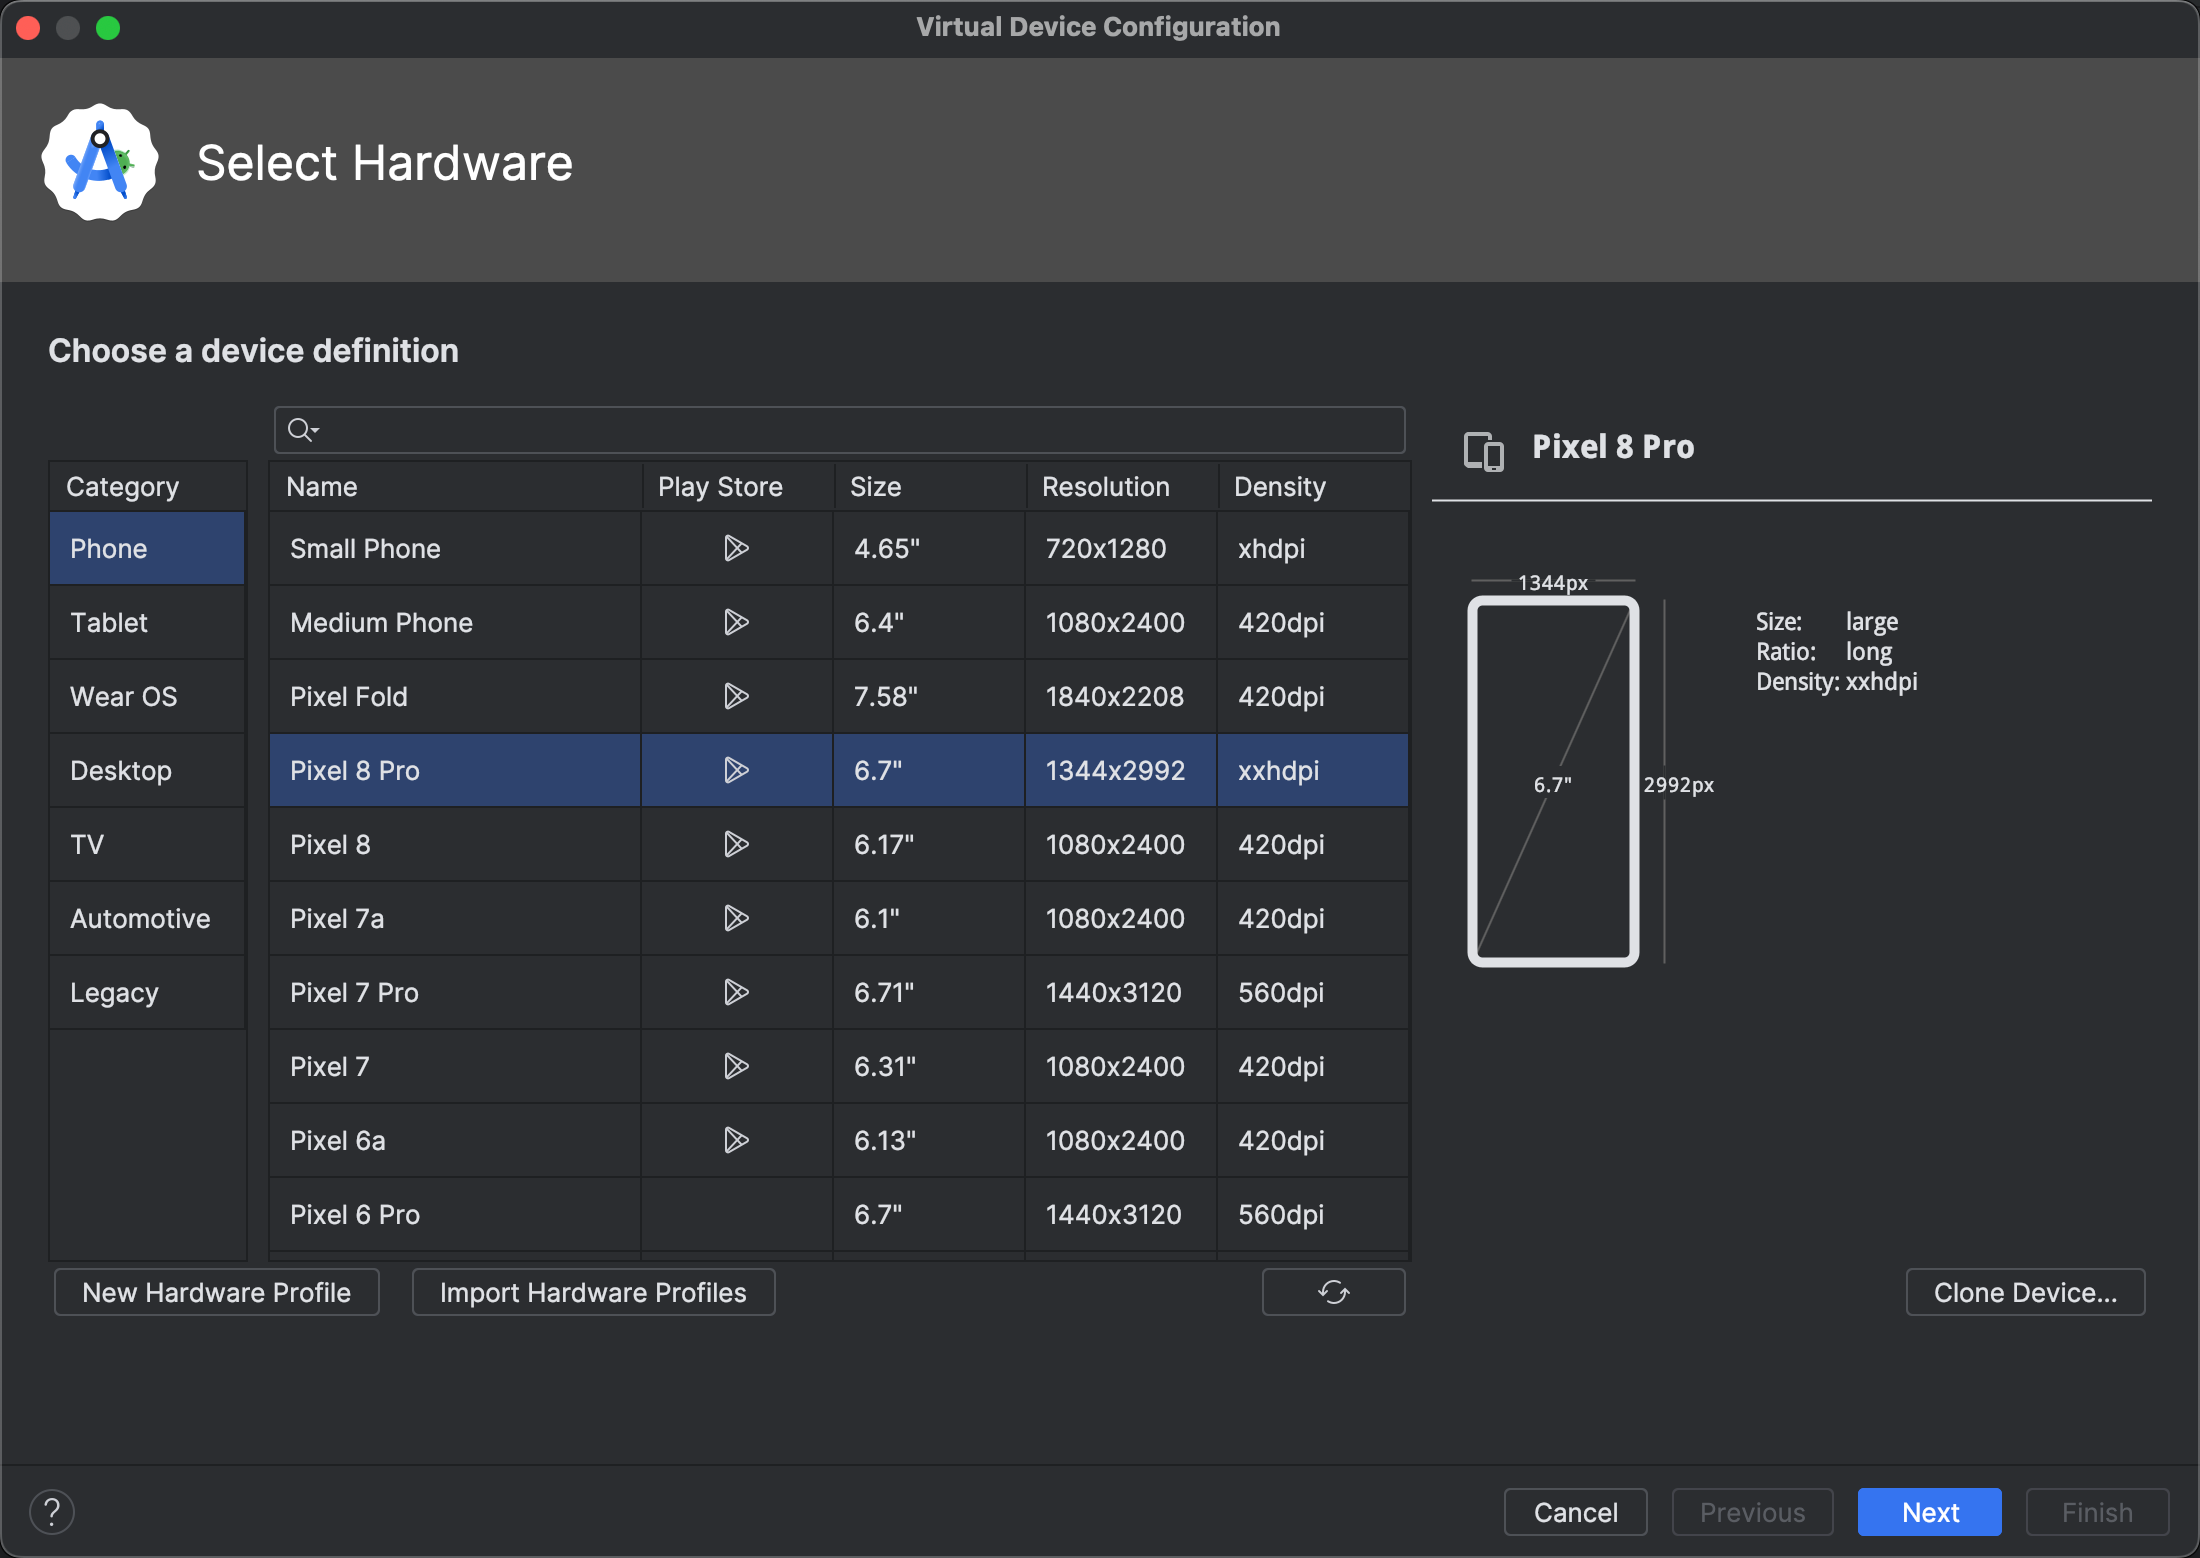 Virtual Device Configuration
Select Hardware
Choose a device definition
Category
Phone
Tablet
Wear OS
Desktop
TV
Automotive
Legacy
Name Play Store Size Resolution Density
Small Phone 4.65" 720x1280 xhdpi
Medium Phone 6.4" 1080x2400 420dpi
Pixel Fold 7.58" 1840x2208 420dpi
Pixel 8 Pro 6.7" 1344x2992 xxhdpi
Pixel 8 6.17" 1080x2400 420dpi
Pixel 7a 6.1" 1080x2400 420dpi
Pixel 7 Pro 6.71" 1440x3120 560dpi
Pixel 7 6.31" 1080x2400 420dpi
Pixel 6a 6.13" 1080x2400 420dpi
Pixel 6 Pro 6.7" 1440x3120 560dpi
Pixel 8 Pro
1344px
6.7"
2992px
Size: large
Ratio: long
Density: xxhdpi
New Hardware Profile
Import Hardware Profiles
Clone Device...
?
Cancel
Previous
Next
Finish